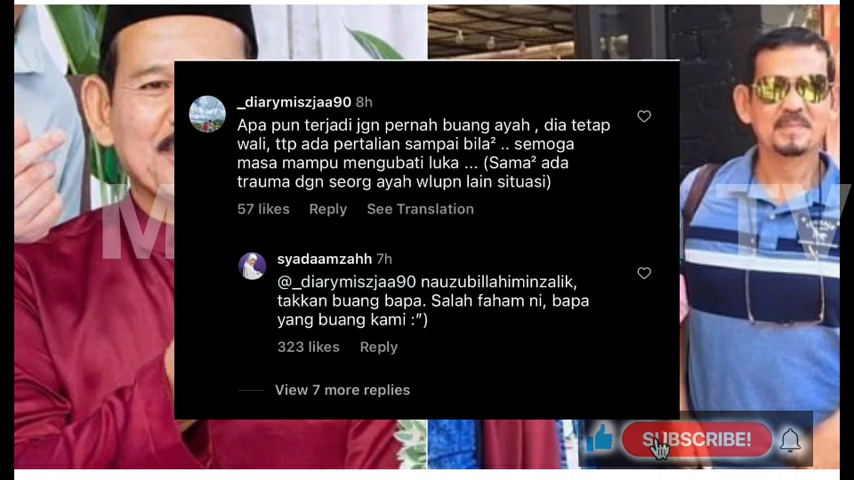 _diarymiszjaa90 8h
Apa pun terjadi jgn pernah buang ayah , dia tetap
wali, ttp ada pertalian sampai bila² .. semoga
masa mampu mengubati luka ... (Sama² ada
trauma dgn seorg ayah wlupn lain situasi)
57 likes Reply See Translation
syadaamzahh 7h
@_diarymiszjaa90 nauzubillahiminzalik,
takkan buang bapa. Salah faham ni, bapa
yang buang kami :”)
323 likes Reply
View 7 more replies
M TV
SUBSCRIBE!